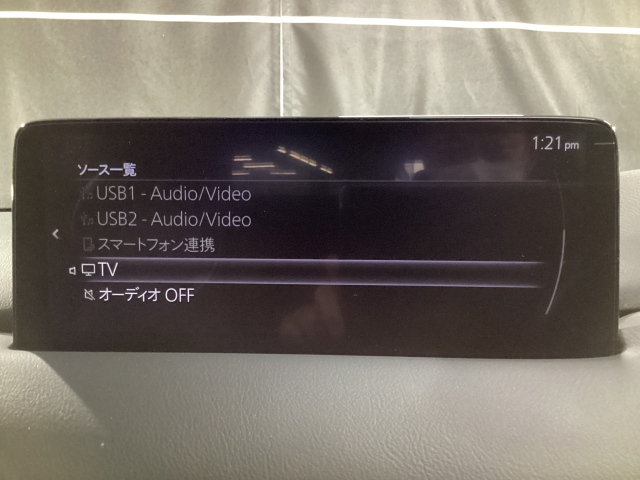 1:21 pm
ソース一覧
USB1 - Audio/Video
USB2 - Audio/Video
スマートフォン連携
TV
オーディオ OFF